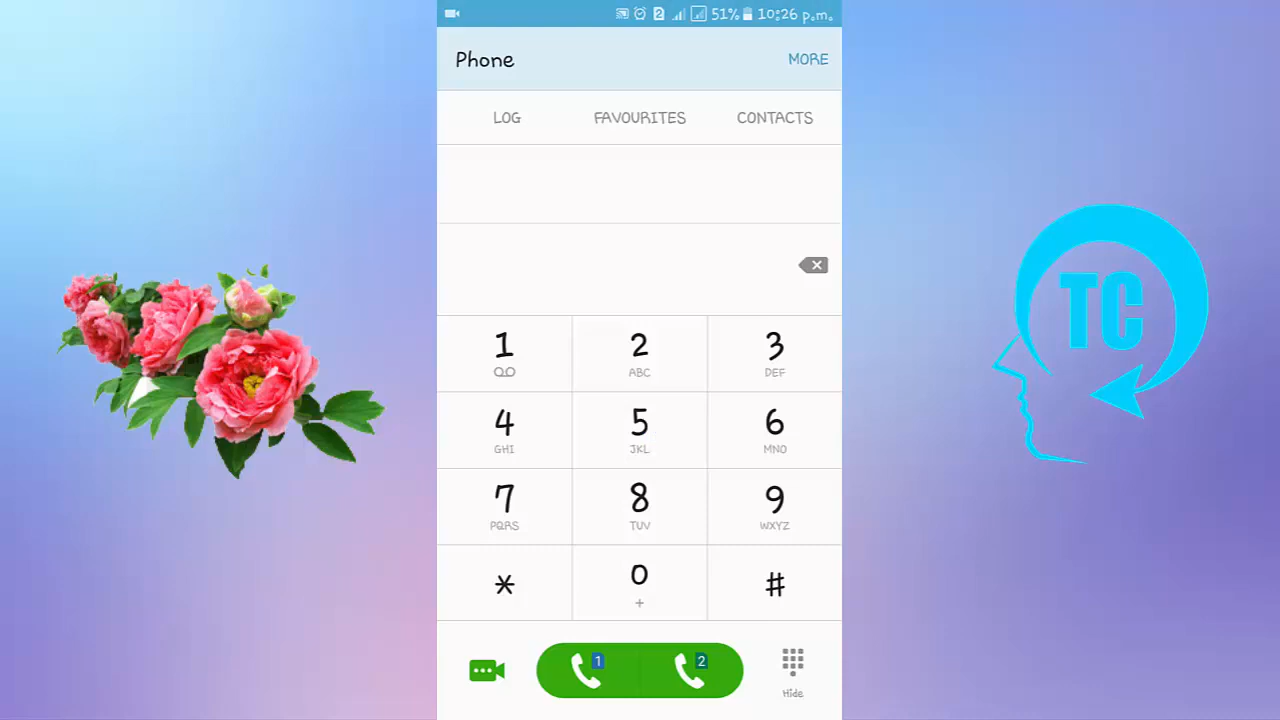 2 51% 10:26 p.m.
Phone MORE
LOG FAVOURITES CONTACTS
1 2 3
ABC DEF
4 5 6
GHI JKL MNO
7 8 9
PQRS TUV WXYZ
* 0 #
+
1 2
Hide
TC